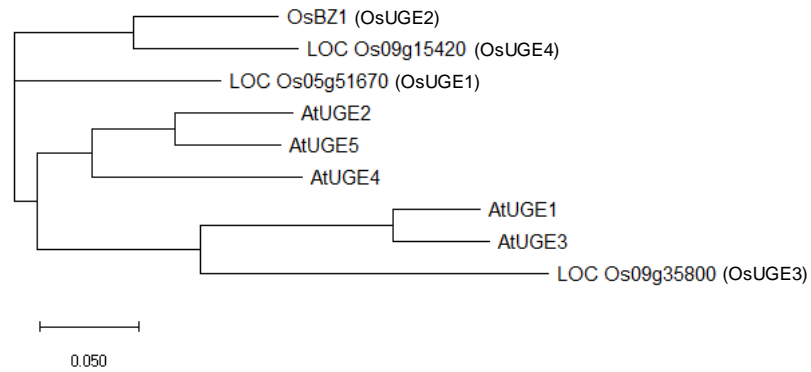 OsBZ1 (OsUGE2)
LOC Os09g15420 (OsUGE4)
LOC Os05g51670 (OsUGE1)
AtUGE2
AtUGE5
AtUGE4
AtUGE1
AtUGE3
LOC Os09g35800 (OsUGE3)
0.050